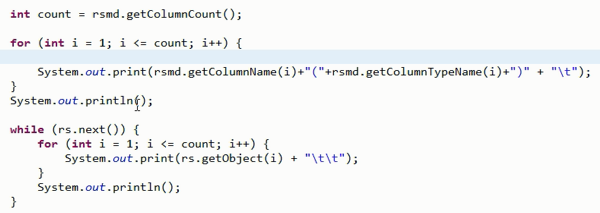 int count = rsmd.getColumnCount();
for (int i = 1; i <= count; i++) {
System.out.print(rsmd.getColumnName(i)+"("+rsmd.getColumnTypeName(i)+")" + "\t");
}
System.out.println();
while (rs.next()) {
for (int i = 1; i <= count; i++) {
System.out.print(rs.getObject(i) + "\t\t");
}
System.out.println();
}